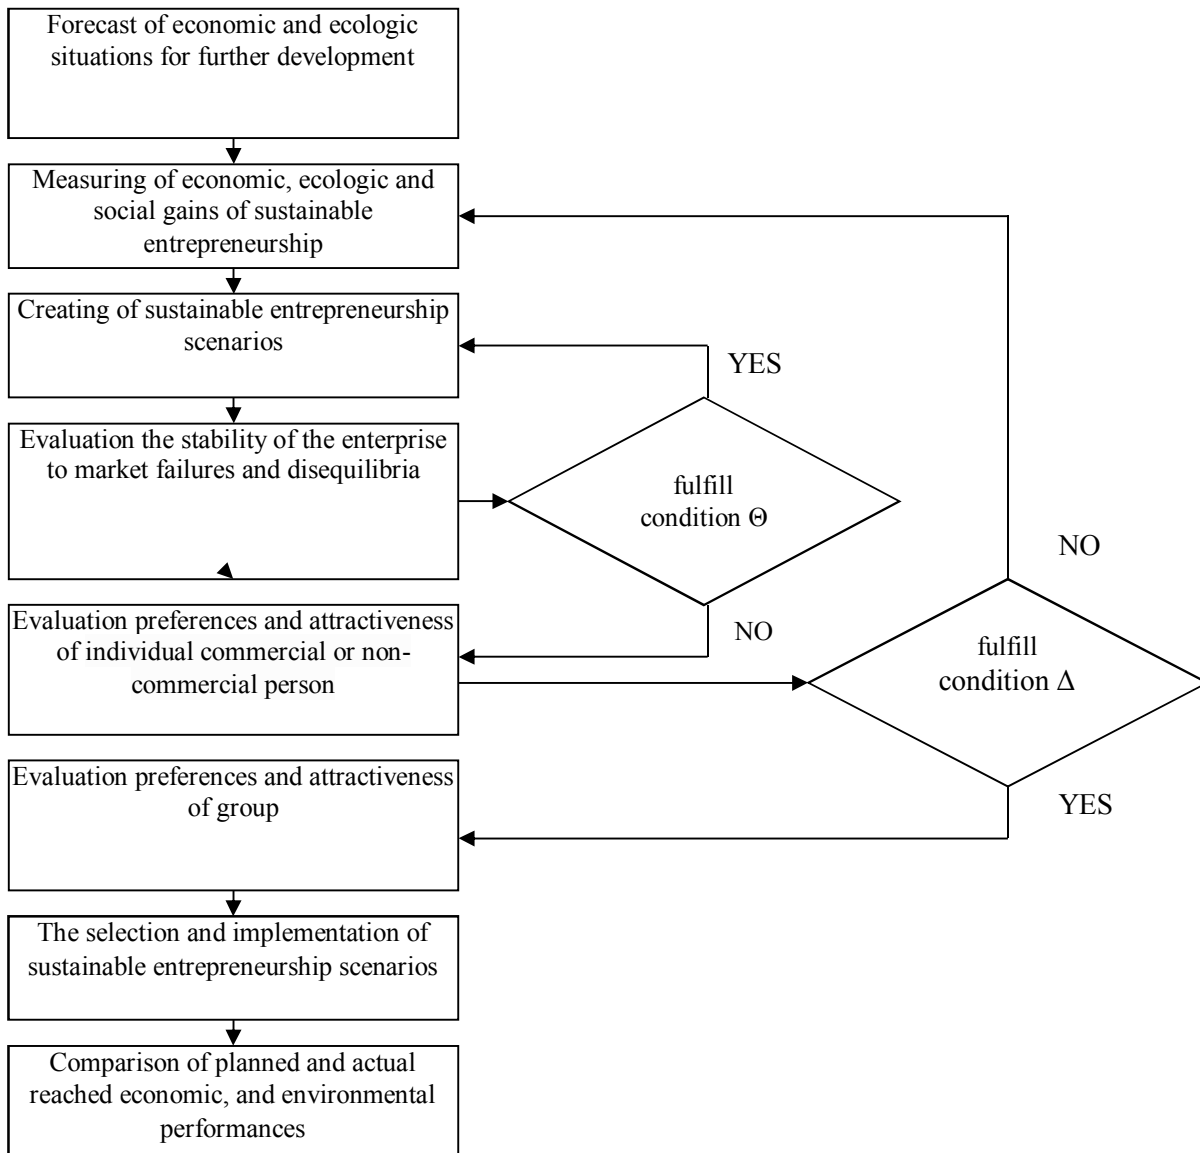 Forecast of economic and ecologic
situations for further development
Measuring of economic, ecologic and
social gains of sustainable
entrepreneurship
Creating of sustainable entrepreneurship
scenarios
YES
Evaluation the stability of the enterprise
to market failures and disequilibria
fulfill
condition Θ
NO
Evaluation preferences and attractiveness
of individual commercial or non-
commercial person
NO
fulfill
condition Δ
YES
Evaluation preferences and attractiveness
of group
The selection and implementation of
sustainable entrepreneurship scenarios
Comparison of planned and actual
reached economic, and environmental
performances